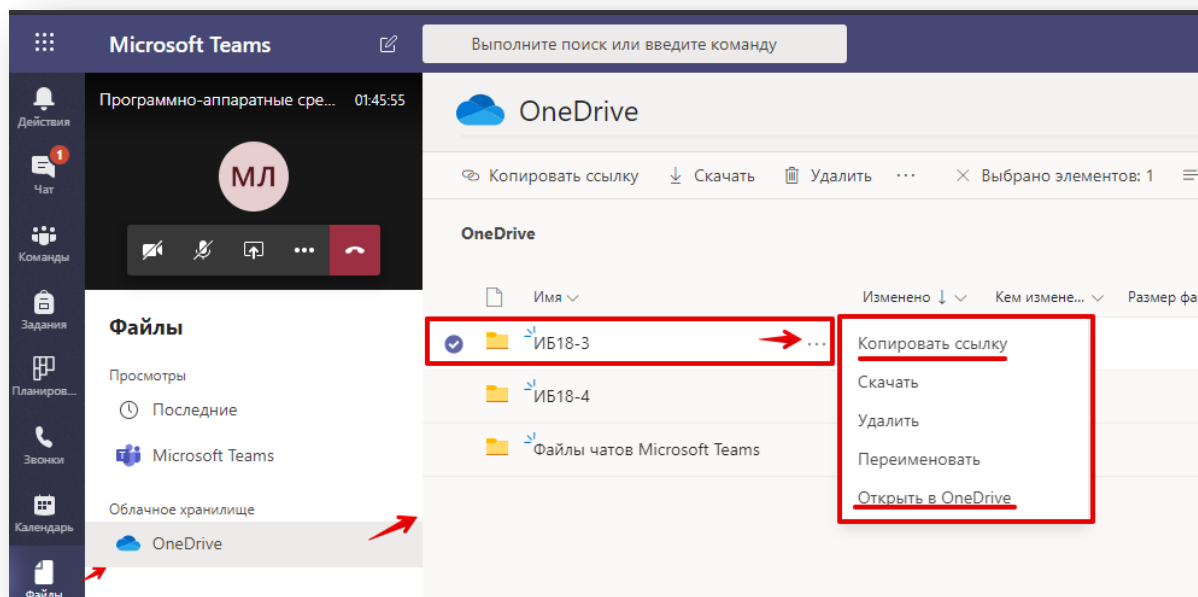 Microsoft Teams
Выполните поиск или введите команду
Действия
1
Чат
Команды
Задания
Планиров...
Звонки
Календарь
Файлы
Программно-аппаратные сре... 01:45:55
МЛ
Файлы
Просмотры
Последние
Microsoft Teams
Облачное хранилище
OneDrive
OneDrive
Копировать ссылку Скачать Удалить ... Выбрано элементов: 1
OneDrive
Имя Изменено Кем измене... Размер фа
ИБ18-3
ИБ18-4
Файлы чатов Microsoft Teams
Копировать ссылку
Скачать
Удалить
Переименовать
Открыть в OneDrive